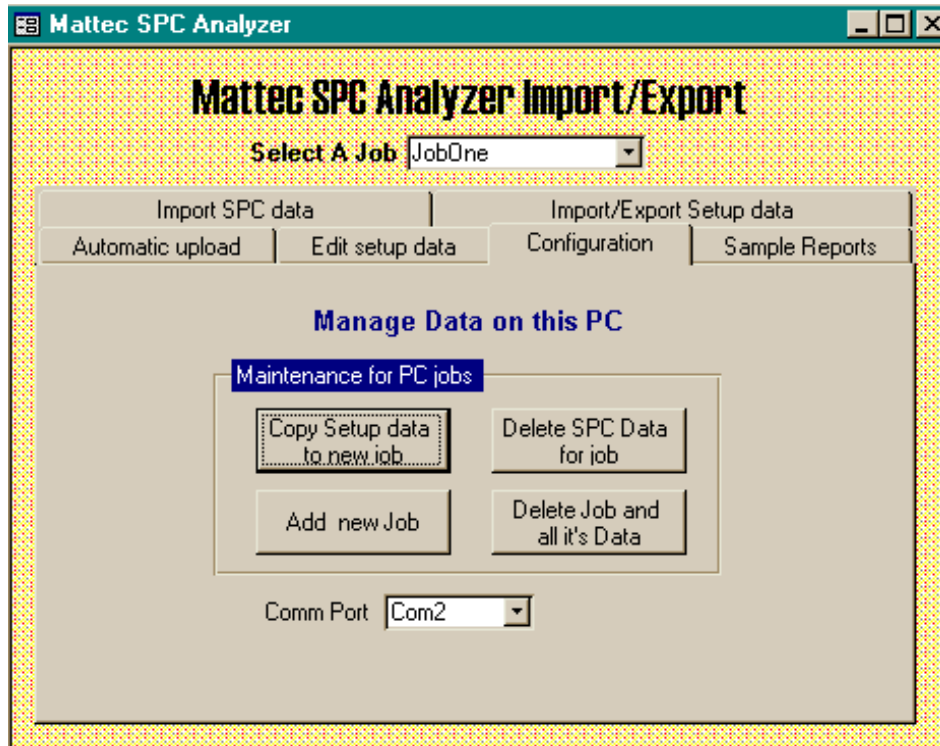 Mattec SPC Analyzer
Mattec SPC Analyzer Import/Export
Select A Job JobOne
Import SPC data Import/Export Setup data
Automatic upload Edit setup data Configuration Sample Reports
Manage Data on this PC
Maintenance for PC jobs
Copy Setup data
to new job
Delete SPC Data
for job
Add new Job
Delete Job and
all it's Data
Comm Port Com2